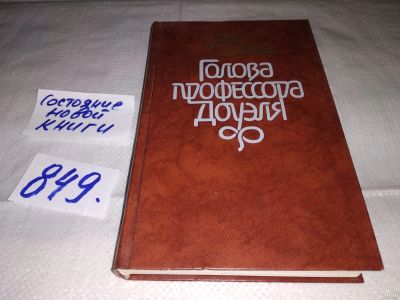 Состояние
новой
книги
849.
Голова
профессора
Доуэля